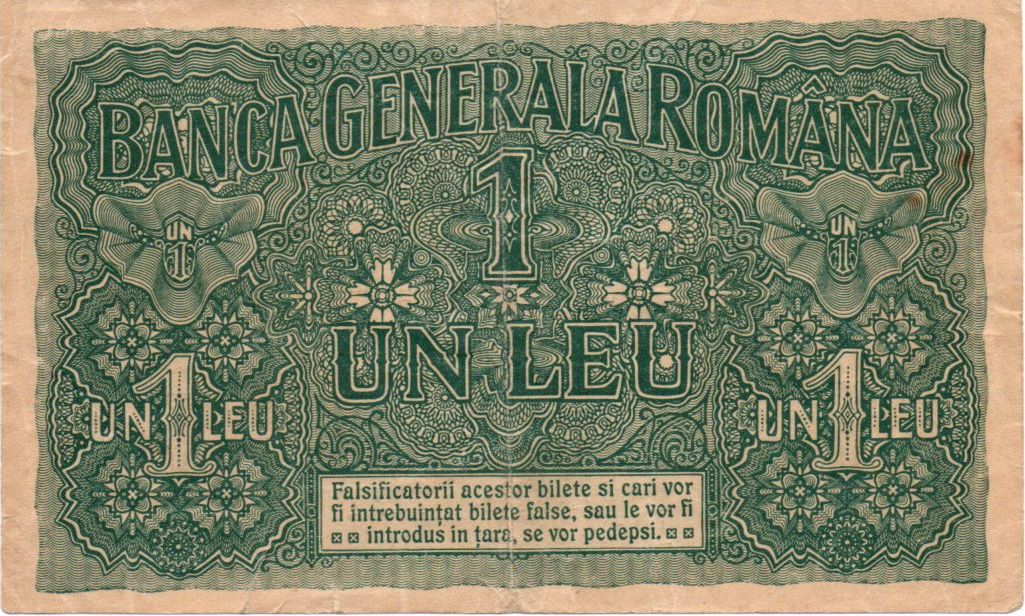 BANCA GENERALA ROMÂNA
1
UN
1
UN
1
UN LEU
UN 1 LEU
UN 1 LEU
Falsificatorii acestor bilete si cari vor
fi intrebuințat bilete false, sau le vor fi
introdus in țara, se vor pedepsi.